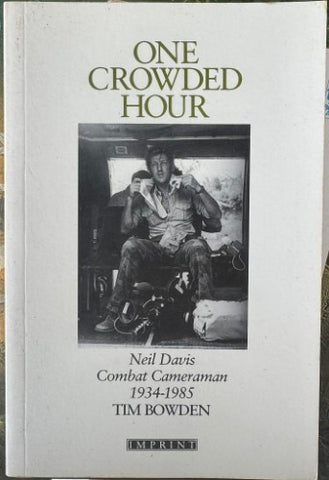 ONE
CROWDED
HOUR
Neil Davis
Combat Cameraman
1934-1985
TIM BOWDEN
IMPRINT